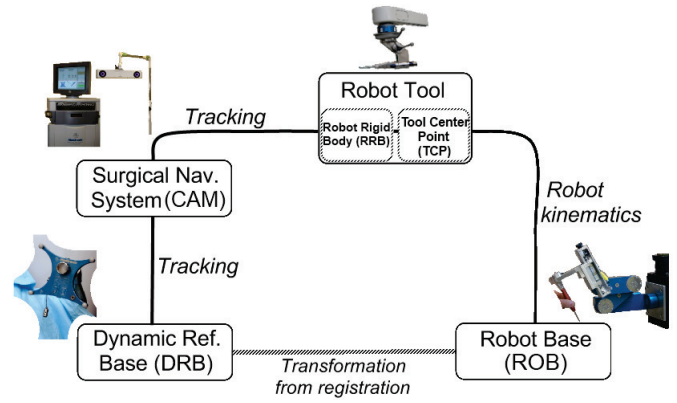 Robot Tool
Tracking
Robot Rigid
Body (RRB)
Tool Center
Point
(TCP)
Surgical Nav.
System (CAM)
Robot
kinematics
Tracking
Dynamic Ref.
Base (DRB)
Transformation
from registration
Robot Base
(ROB)